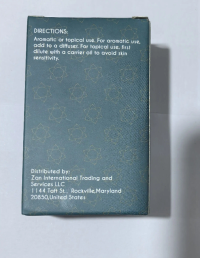 DIRECTIONS:
Aromatic or topical use. For aromatic use,
add to a diffuser. For topical use, first
dilute with a carrier oil to avoid skin
sensitivity.
Distributed by:
Zon International Trading and
Services LLC
1144 Taft St., Rockville,Maryland
20850,United States